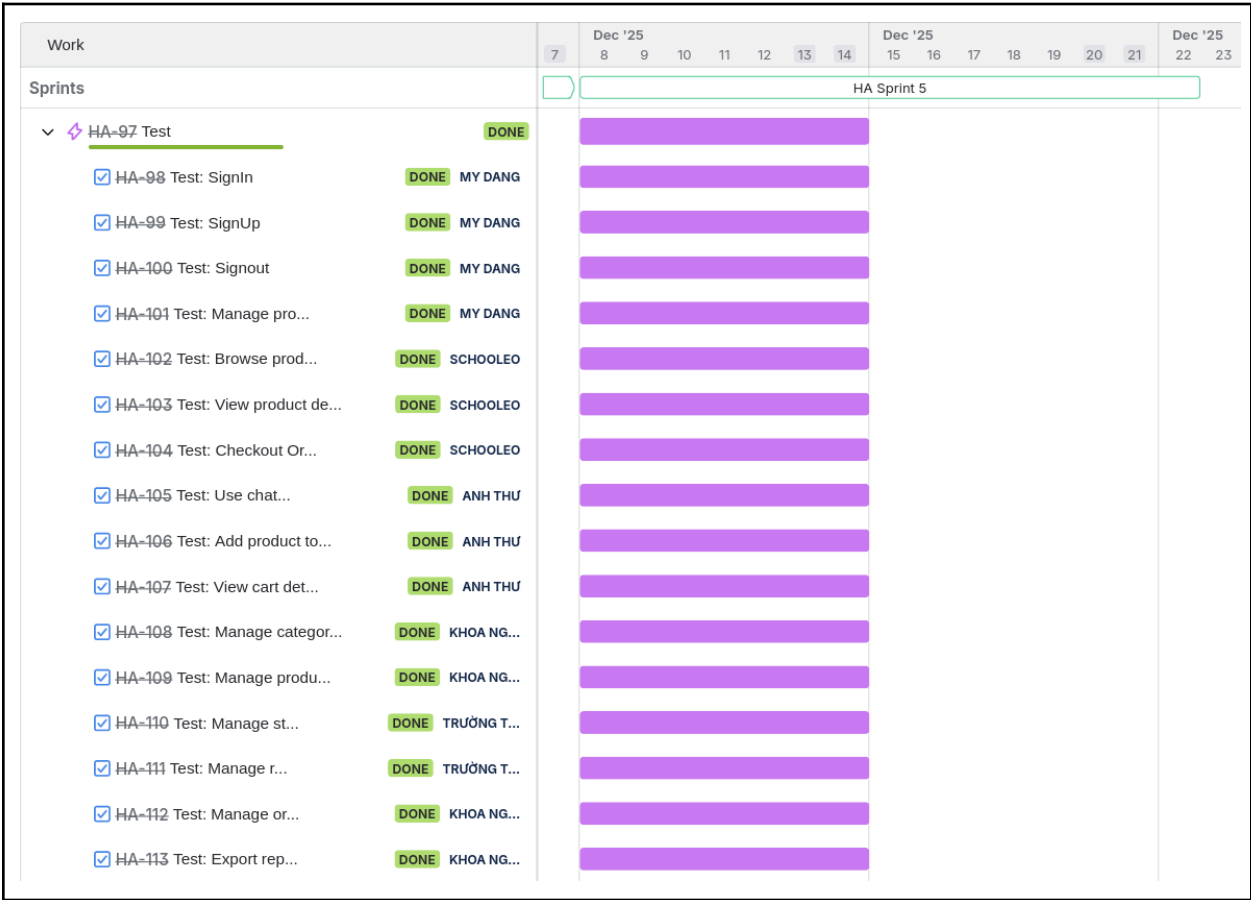 Work
Dec '25 Dec '25 Dec '25
7 8 9 10 11 12 13 14 15 16 17 18 19 20 21 22 23
Sprints HA Sprint 5
HA-97 Test DONE
HA-98 Test: SignIn DONE MY DANG
HA-99 Test: SignUp DONE MY DANG
HA-100 Test: Signout DONE MY DANG
HA-101 Test: Manage pro... DONE MY DANG
HA-102 Test: Browse prod... DONE SCHOOLEO
HA-103 Test: View product de... DONE SCHOOLEO
HA-104 Test: Checkout Or... DONE SCHOOLEO
HA-105 Test: Use chat... DONE ANH THƯ
HA-106 Test: Add product to... DONE ANH THƯ
HA-107 Test: View cart det... DONE ANH THƯ
HA-108 Test: Manage categor... DONE KHOA NG...
HA-109 Test: Manage produ... DONE KHOA NG...
HA-110 Test: Manage st... DONE TRƯỜNG T...
HA-111 Test: Manage r... DONE TRƯỜNG T...
HA-112 Test: Manage or... DONE KHOA NG...
HA-113 Test: Export rep... DONE KHOA NG...